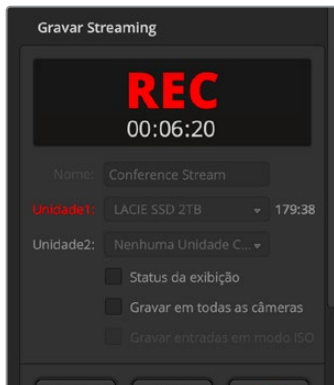 Gravar Streaming
REC
00:06:20
Nome: Conference Stream
Unidade1: LACIE SSD 2TB 179:38
Unidade2: Nenhuma Unidade C...
Status da exibição
Gravar em todas as câmeras
Gravar entradas em modo ISO